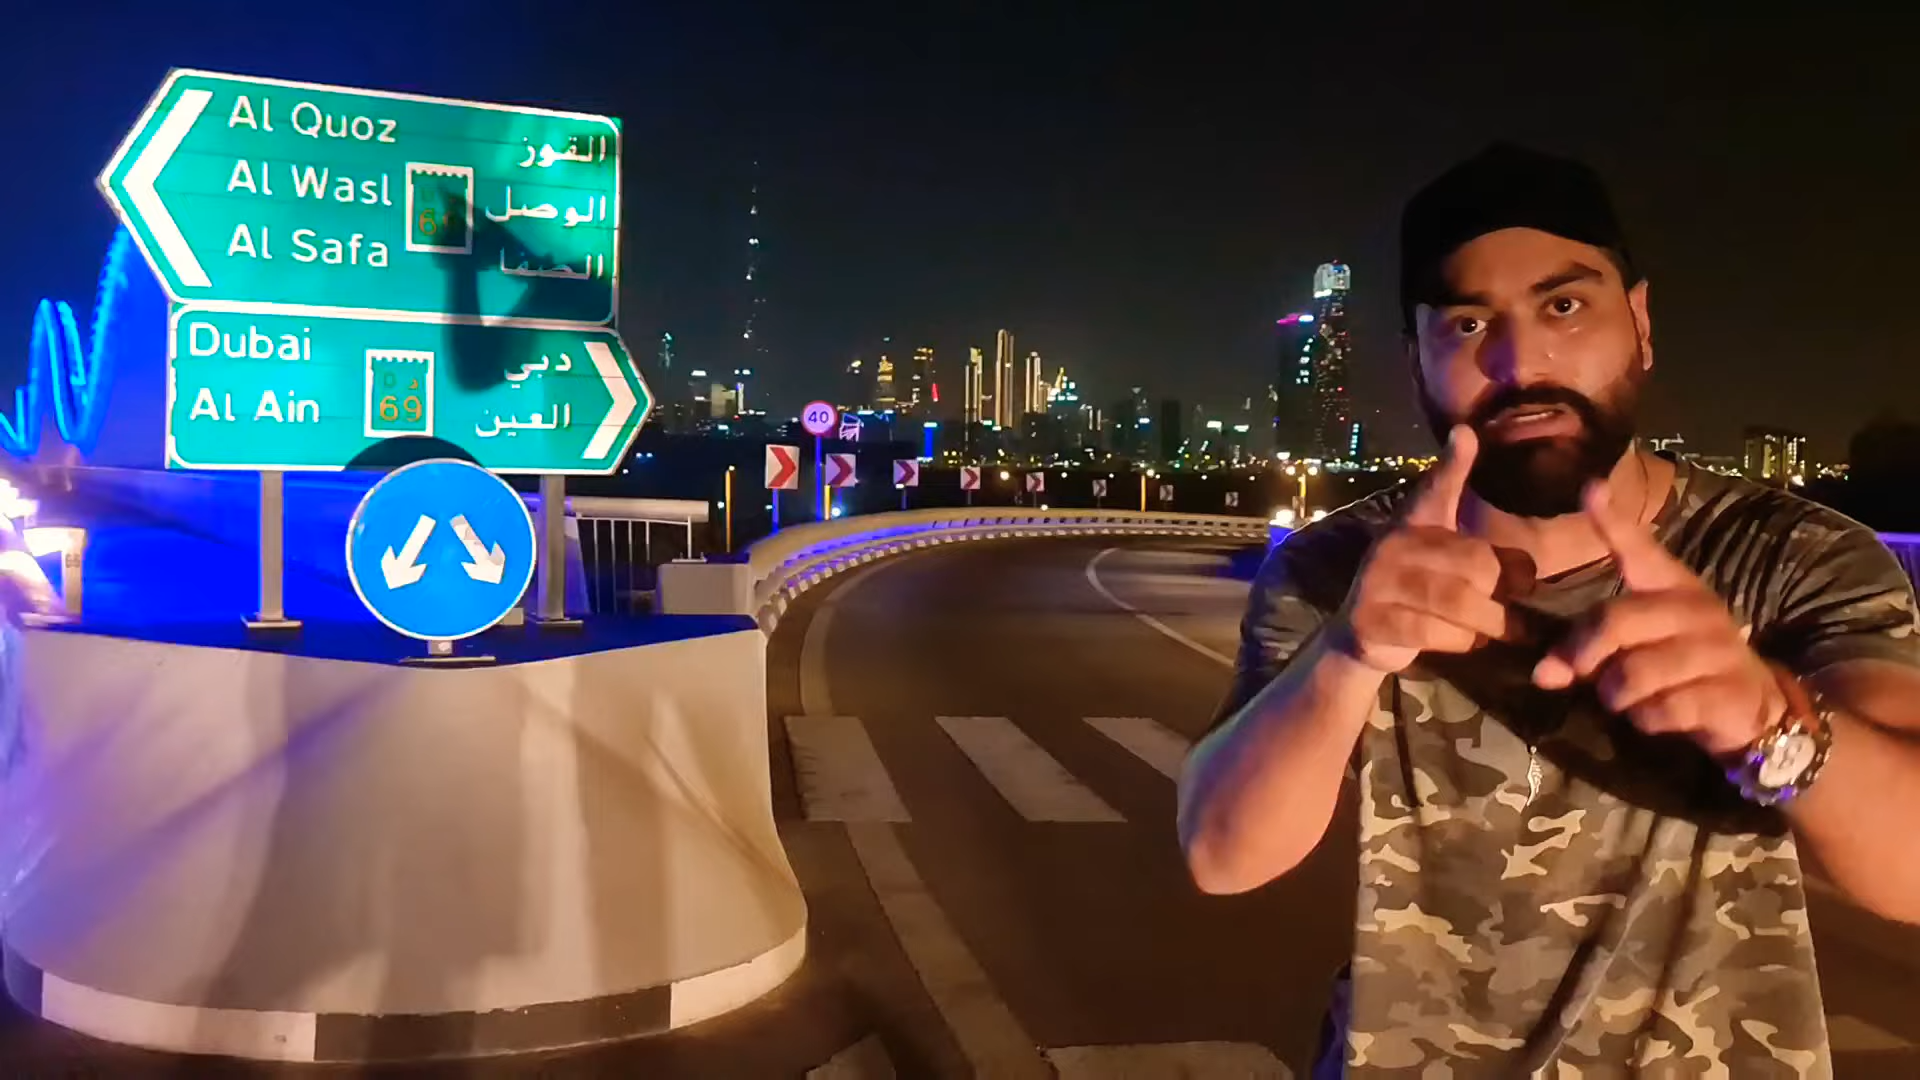 Al Quoz
القوز
Al Wasl
الوصل
Al Safa
الصفا
Dubai
دبي
Al Ain
العين
D د
69
40